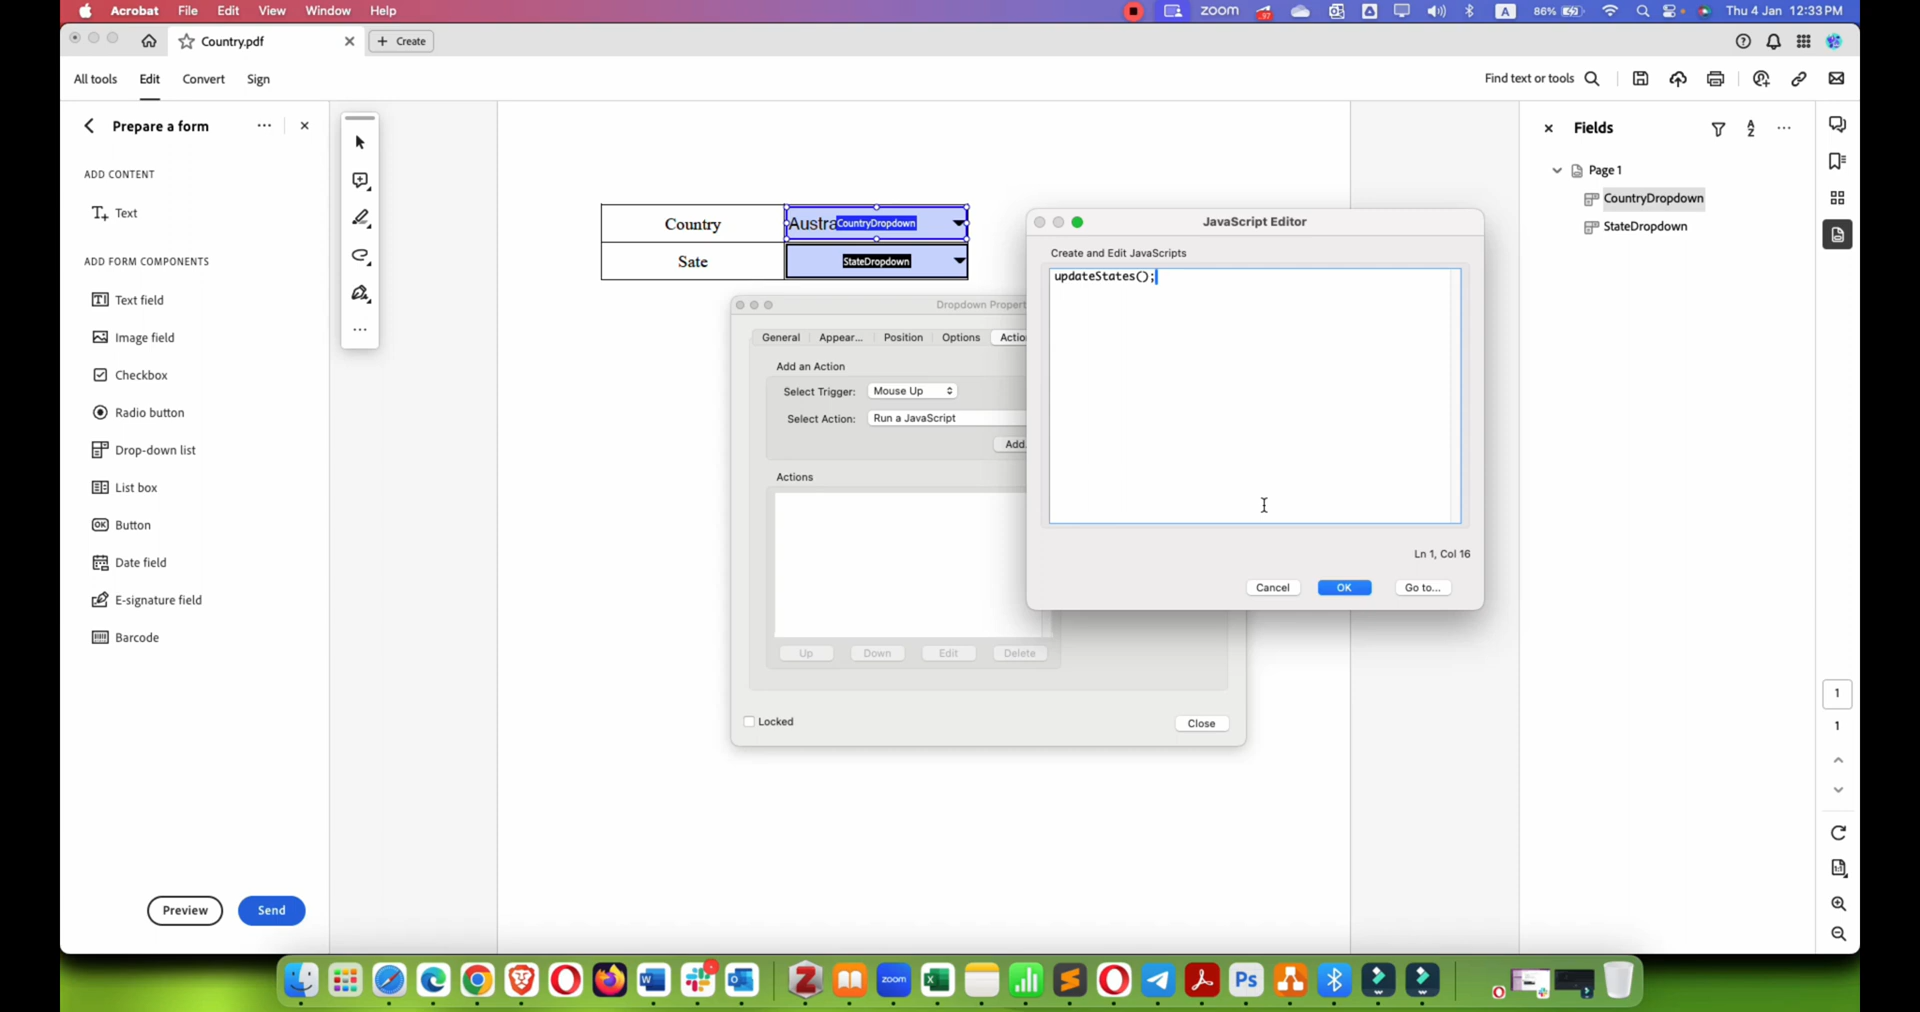 Acrobat File Edit View Window Help
zoom 97 A 86% Thu 4 Jan 12:33 PM
Country.pdf
+ Create
All tools Edit Convert Sign
Find text or tools
Prepare a form
ADD CONTENT
Text
ADD FORM COMPONENTS
Text field
Image field
Checkbox
Radio button
Drop-down list
List box
Button
Date field
E-signature field
Barcode
Preview Send
Country Austra CountryDropdown
Sate StateDropdown
Dropdown Propert
General Appear... Position Options Actio
Add an Action
Select Trigger: Mouse Up
Select Action: Run a JavaScript
Add.
Actions
Up Down Edit Delete
Locked
Close
JavaScript Editor
Create and Edit JavaScripts
updateStates();
Ln 1, Col 16
Cancel OK Go to...
Fields
Page 1
CountryDropdown
StateDropdown
1
1
zoom
Ps